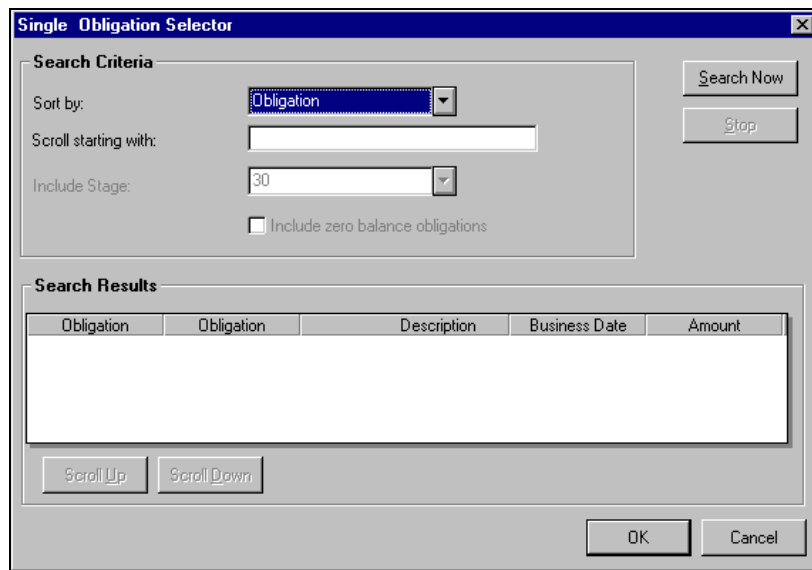 Single Obligation Selector
Search Criteria
Search Now
Sort by: Obligation
Stop
Scroll starting with:
Include Stage: 30
Include zero balance obligations
Search Results
Obligation Obligation Description Business Date Amount
Scroll Up Scroll Down
OK Cancel